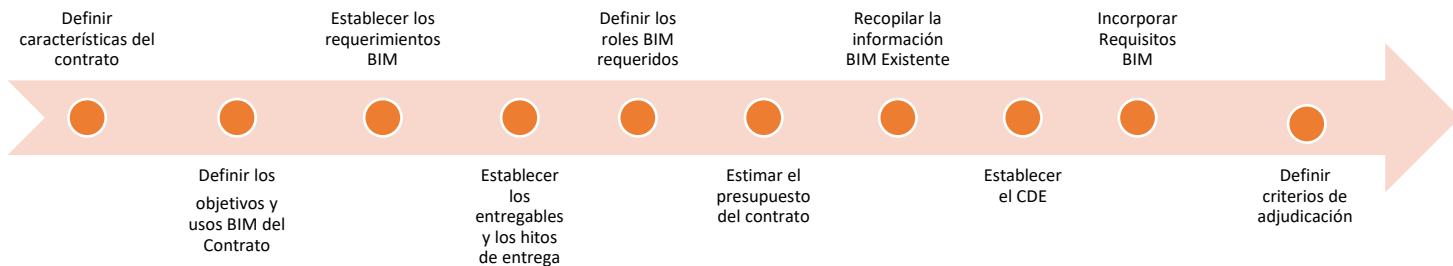 Definir
características del
contrato
Definir los
objetivos y
usos BIM del
Contrato
Establecer los
requerimientos
BIM
Establecer
los
entregables
y los hitos
de entrega
Definir los
roles BIM
requeridos
Estimar el
presupuesto
del contrato
Recopilar la
información
BIM Existente
Establecer
el CDE
Incorporar
Requisitos
BIM
Definir
criterios de
adjudicación